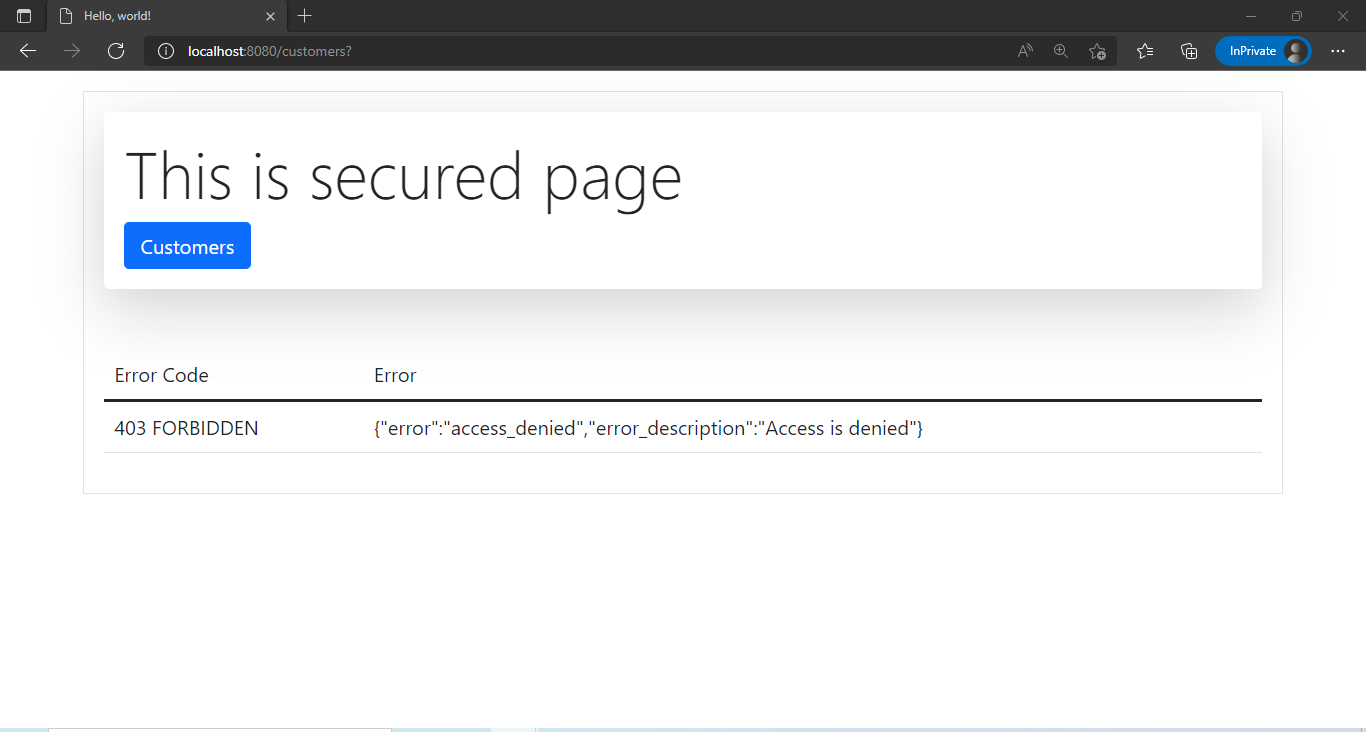 Hello, world!
localhost:8080/customers?
InPrivate
This is secured page
Customers
Error Code Error
403 FORBIDDEN {"error":"access_denied","error_description":"Access is denied"}